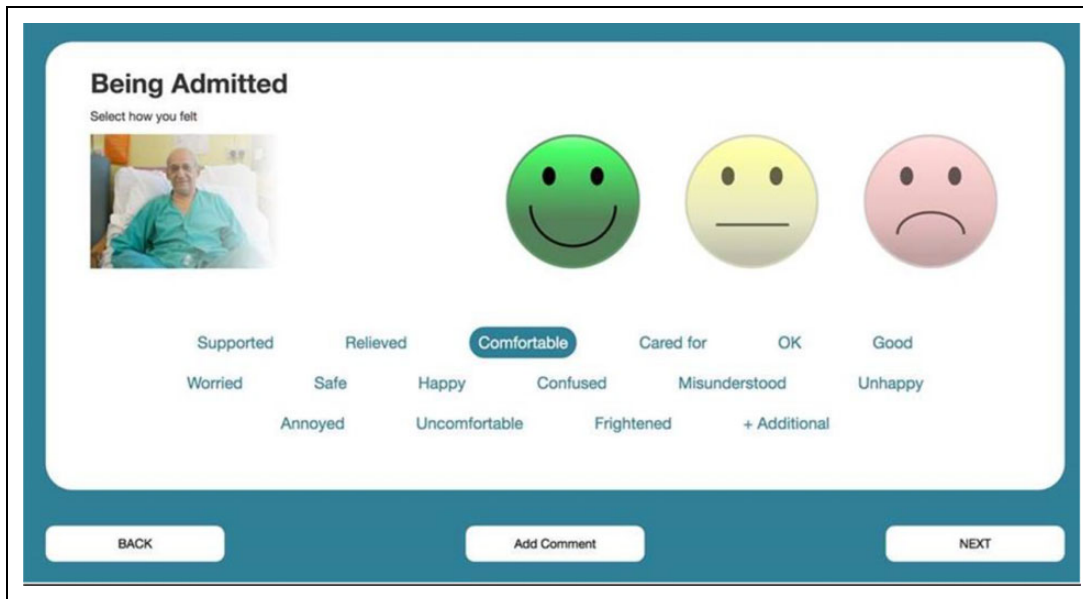 Being Admitted
Select how you felt
Supported Relieved Comfortable Cared for OK Good
Worried Safe Happy Confused Misunderstood Unhappy
Annoyed Uncomfortable Frightened + Additional
BACK Add Comment NEXT